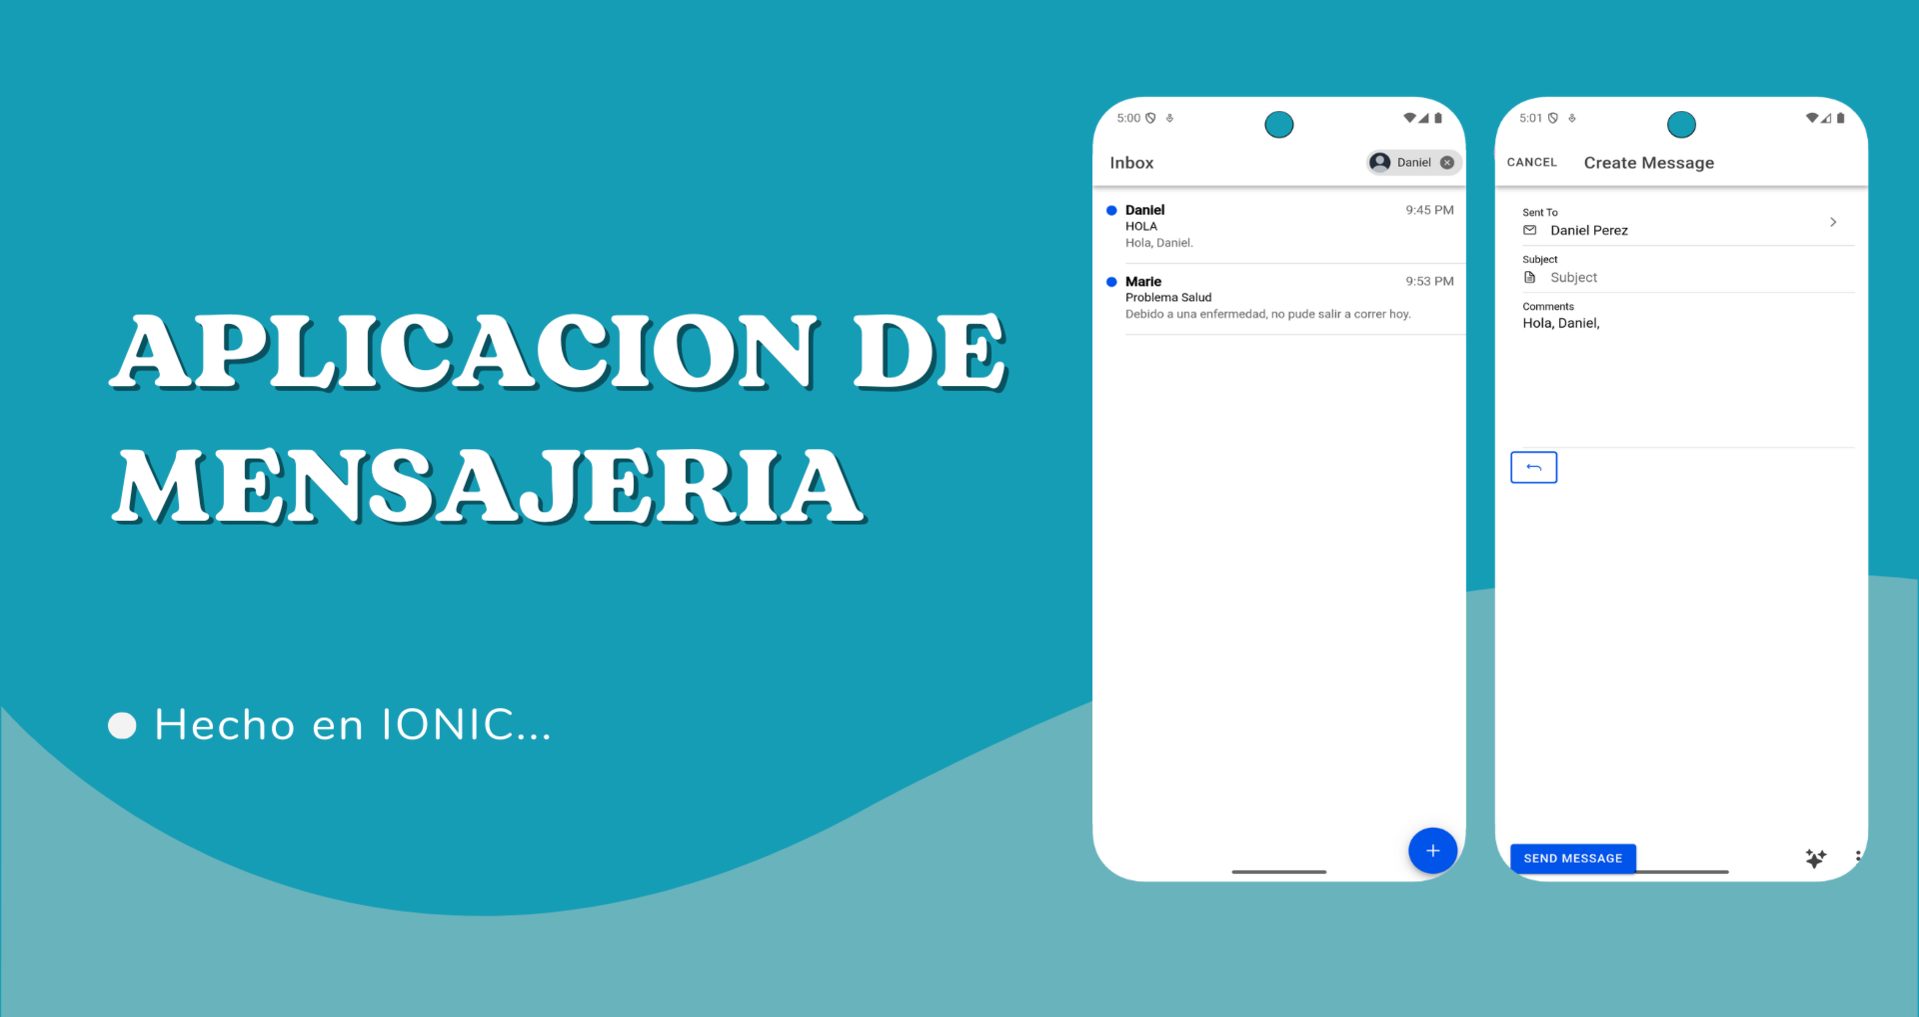 APLICACION DE
MENSAJERIA
Hecho en IONIC...
5:00
Inbox
Daniel
Daniel
9:45 PM
HOLA
Hola, Daniel.
Marie
9:53 PM
Problema Salud
Debido a una enfermedad, no pude salir a correr hoy.
5:01
CANCEL
Create Message
Sent To
Daniel Perez
Subject
Subject
Comments
Hola, Daniel,
SEND MESSAGE